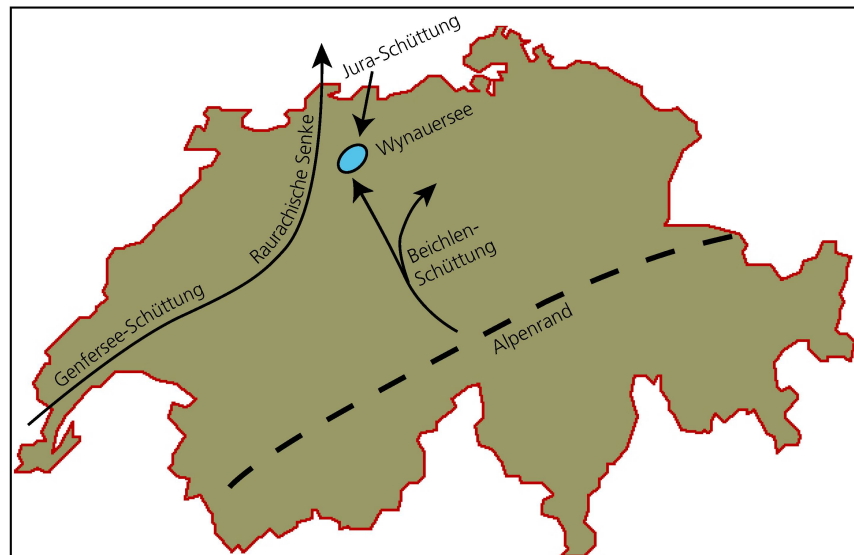 Jura-Schüttung
Wynauersee
Raurachische Senke
Beichlen-
Schüttung
Genfersee-Schüttung
Alpenrand